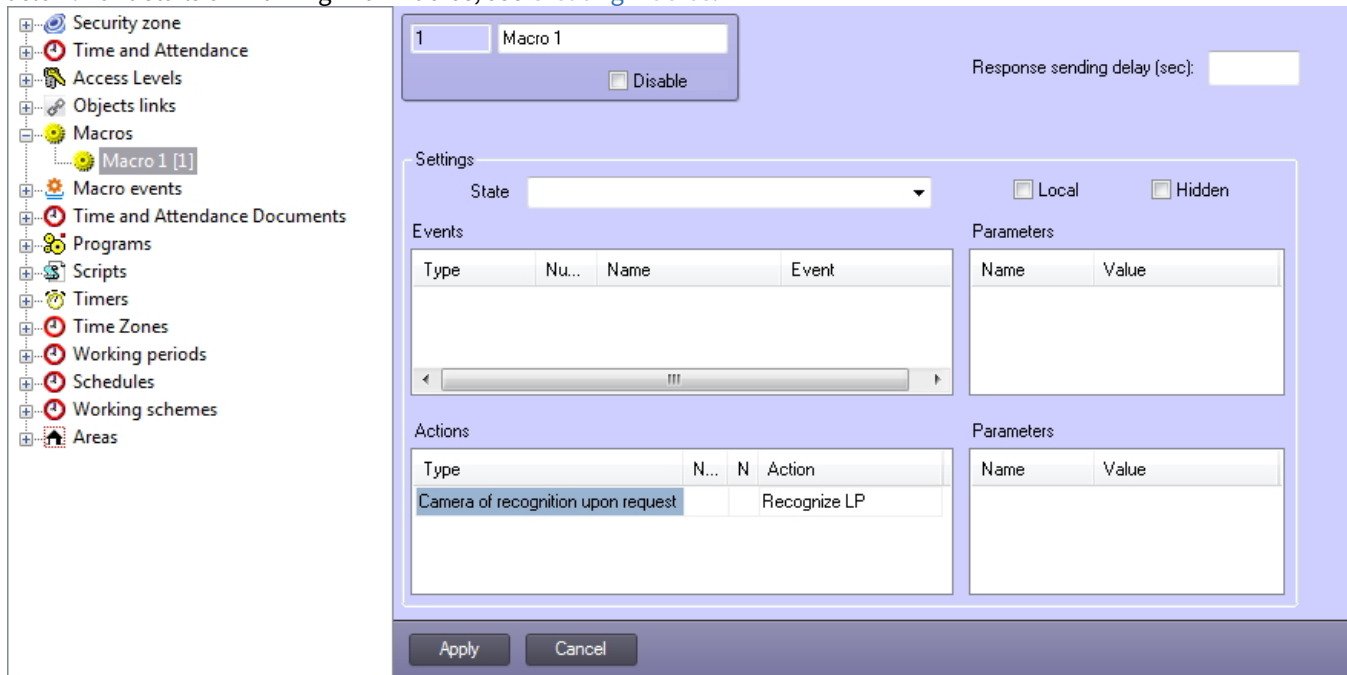 Security zone
Time and Attendance
Access Levels
Objects links
Macros
Macro 1 [1]
Macro events
Time and Attendance Documents
Programs
Scripts
Timers
Time Zones
Working periods
Schedules
Working schemes
Areas
1 Macro 1
Disable
Response sending delay (sec):
Settings
State
Local Hidden
Events
Type Nu... Name Event
Parameters
Name Value
Actions
Type N... N Action
Camera of recognition upon request Recognize LP
Parameters
Name Value
Apply Cancel